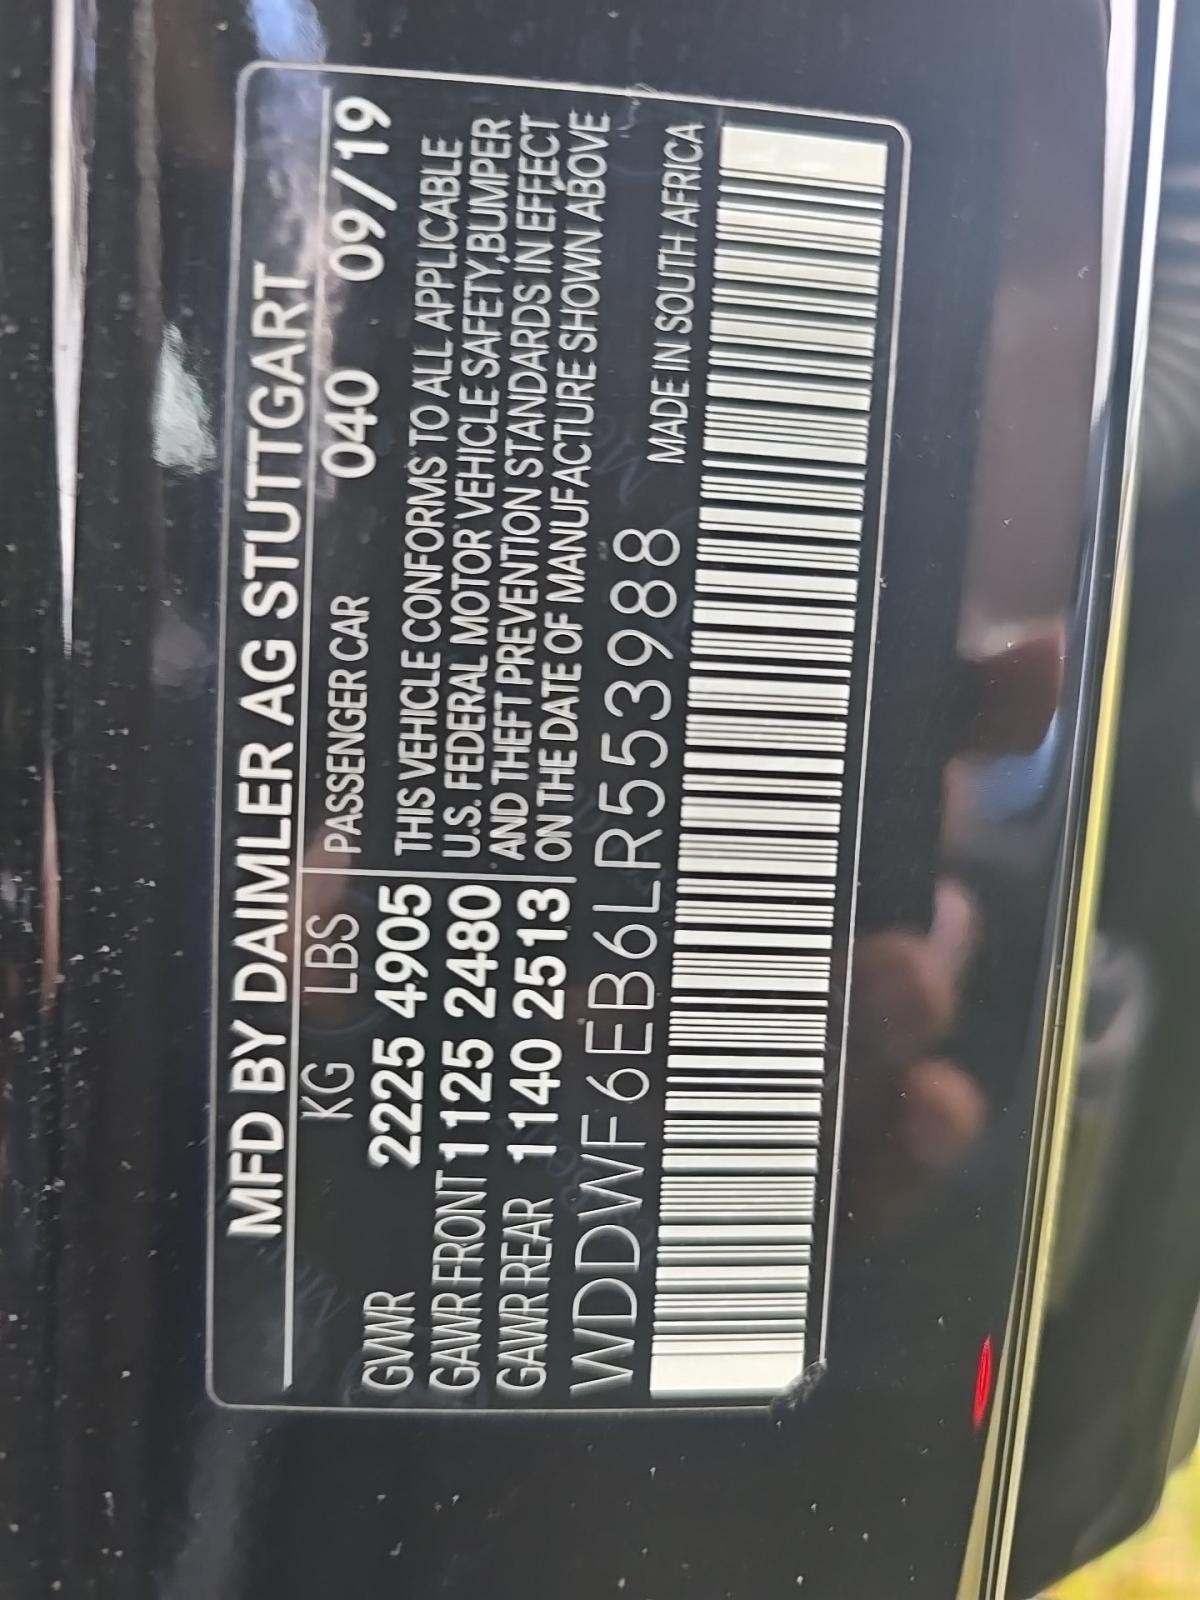 MFD BY DAIMLER AG STUTTGART
KG LBS PASSENGER CAR 040 09/19
GVWR 2225 4905 THIS VEHICLE CONFORMS TO ALL APPLICABLE
GAWR FRONT 1125 2480 U.S. FEDERAL MOTOR VEHICLE SAFETY,BUMPER
GAWR REAR 1140 2513 AND THEFT PREVENTION STANDARDS IN EFFECT
ON THE DATE OF MANUFACTURE SHOWN ABOVE
WDDWF6EB6LR553988 MADE IN SOUTH AFRICA